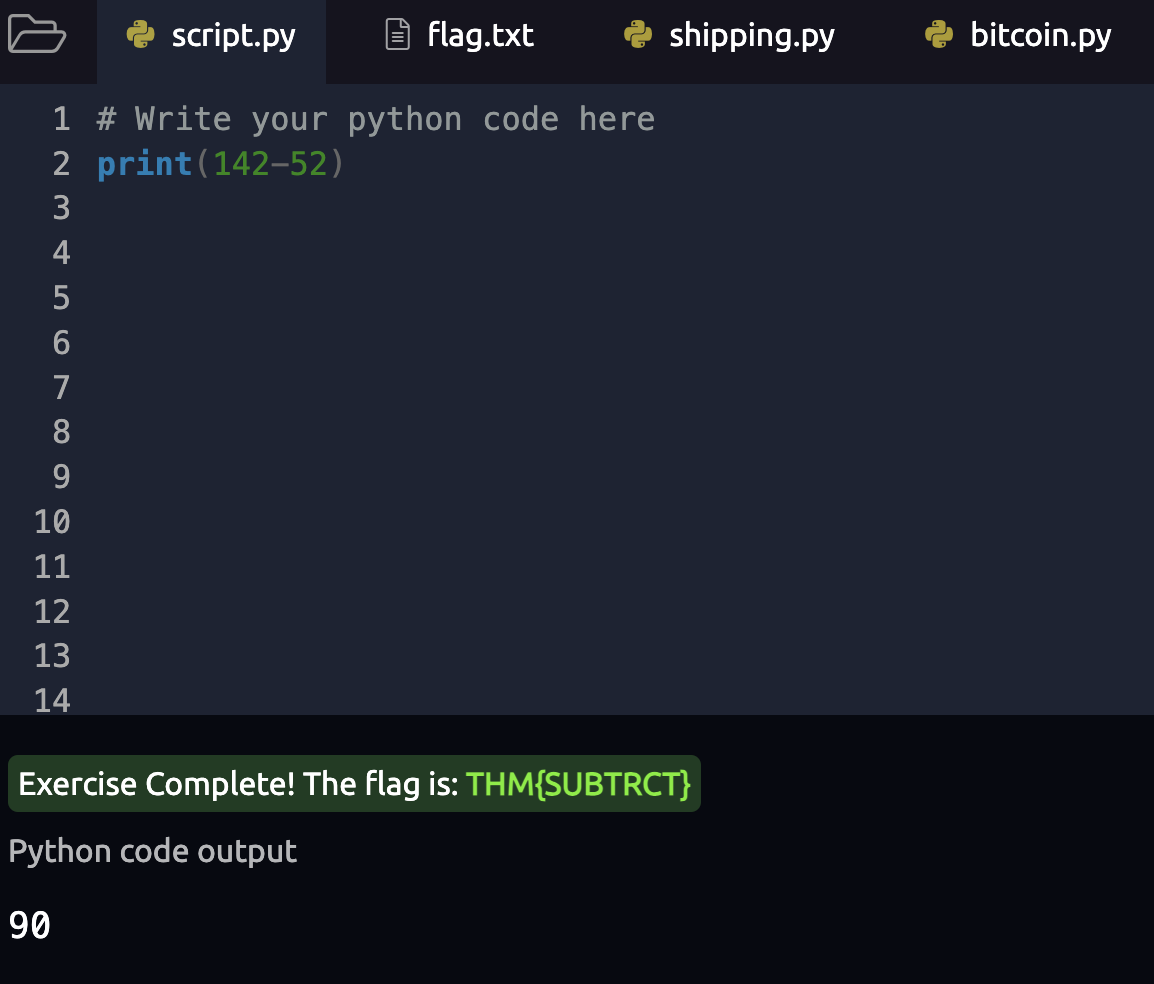 script.py flag.txt shipping.py bitcoin.py
1 # Write your python code here
2 print(142-52)
3
4
5
6
7
8
9
10
11
12
13
14
Exercise Complete! The flag is: THM{SUBTRCT}
Python code output
90